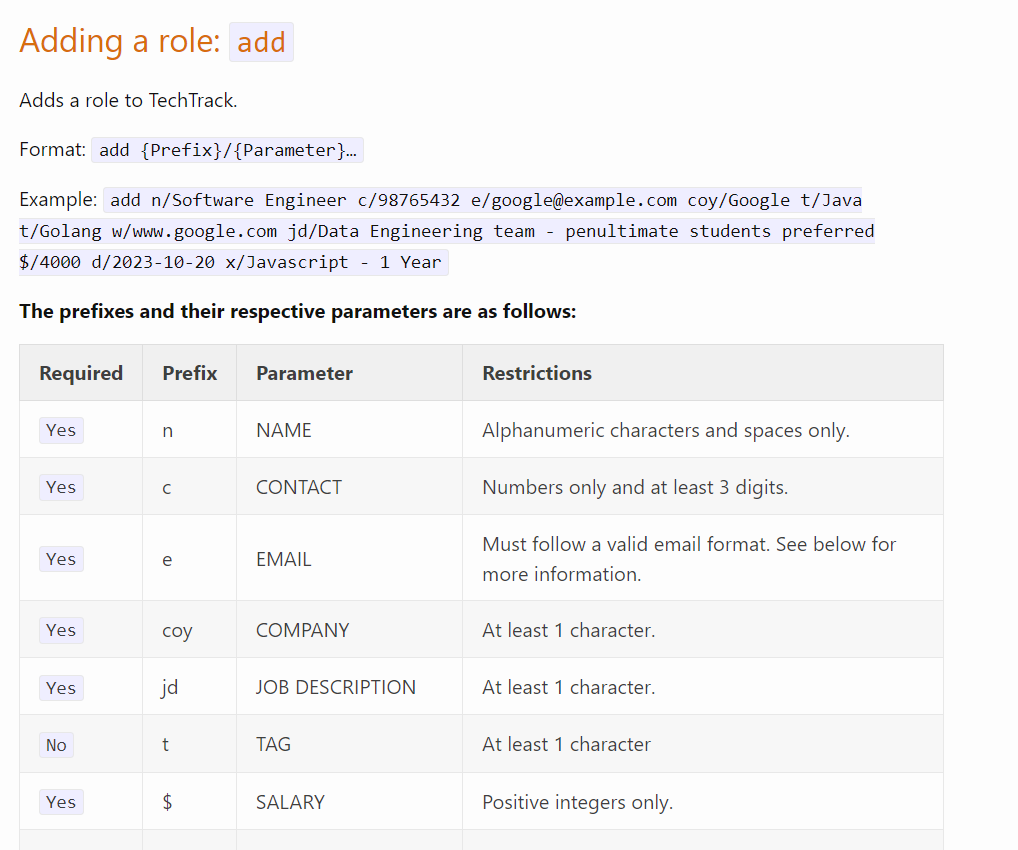 Adding a role: add
Adds a role to TechTrack.
Format: add {Prefix}/{Parameter}…
Example: add n/Software Engineer c/98765432 e/google@example.com coy/Google t/Java
t/Golang w/www.google.com jd/Data Engineering team - penultimate students preferred
$/4000 d/2023-10-20 x/Javascript - 1 Year
The prefixes and their respective parameters are as follows:
Required Prefix Parameter Restrictions
Yes n NAME Alphanumeric characters and spaces only.
Yes c CONTACT Numbers only and at least 3 digits.
Yes e EMAIL Must follow a valid email format. See below for
more information.
Yes coy COMPANY At least 1 character.
Yes jd JOB DESCRIPTION At least 1 character.
No t TAG At least 1 character
Yes $ SALARY Positive integers only.